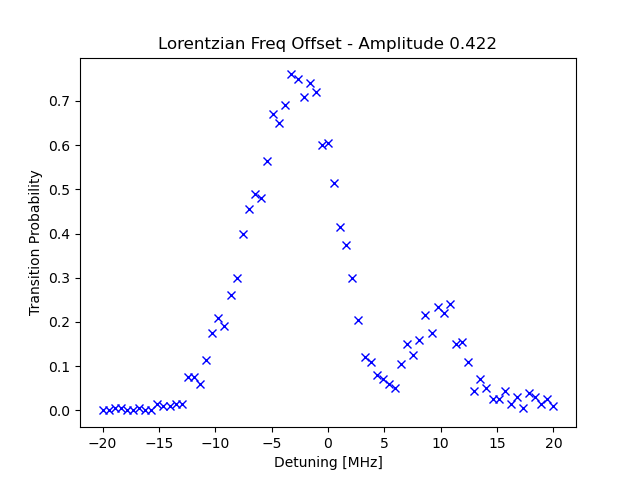 Lorentzian Freq Offset - Amplitude 0.422
Transition Probability
0.7
0.6
0.5
0.4
0.3
0.2
0.1
0.0
−20 −15 −10 −5 0 5 10 15 20
Detuning [MHz]